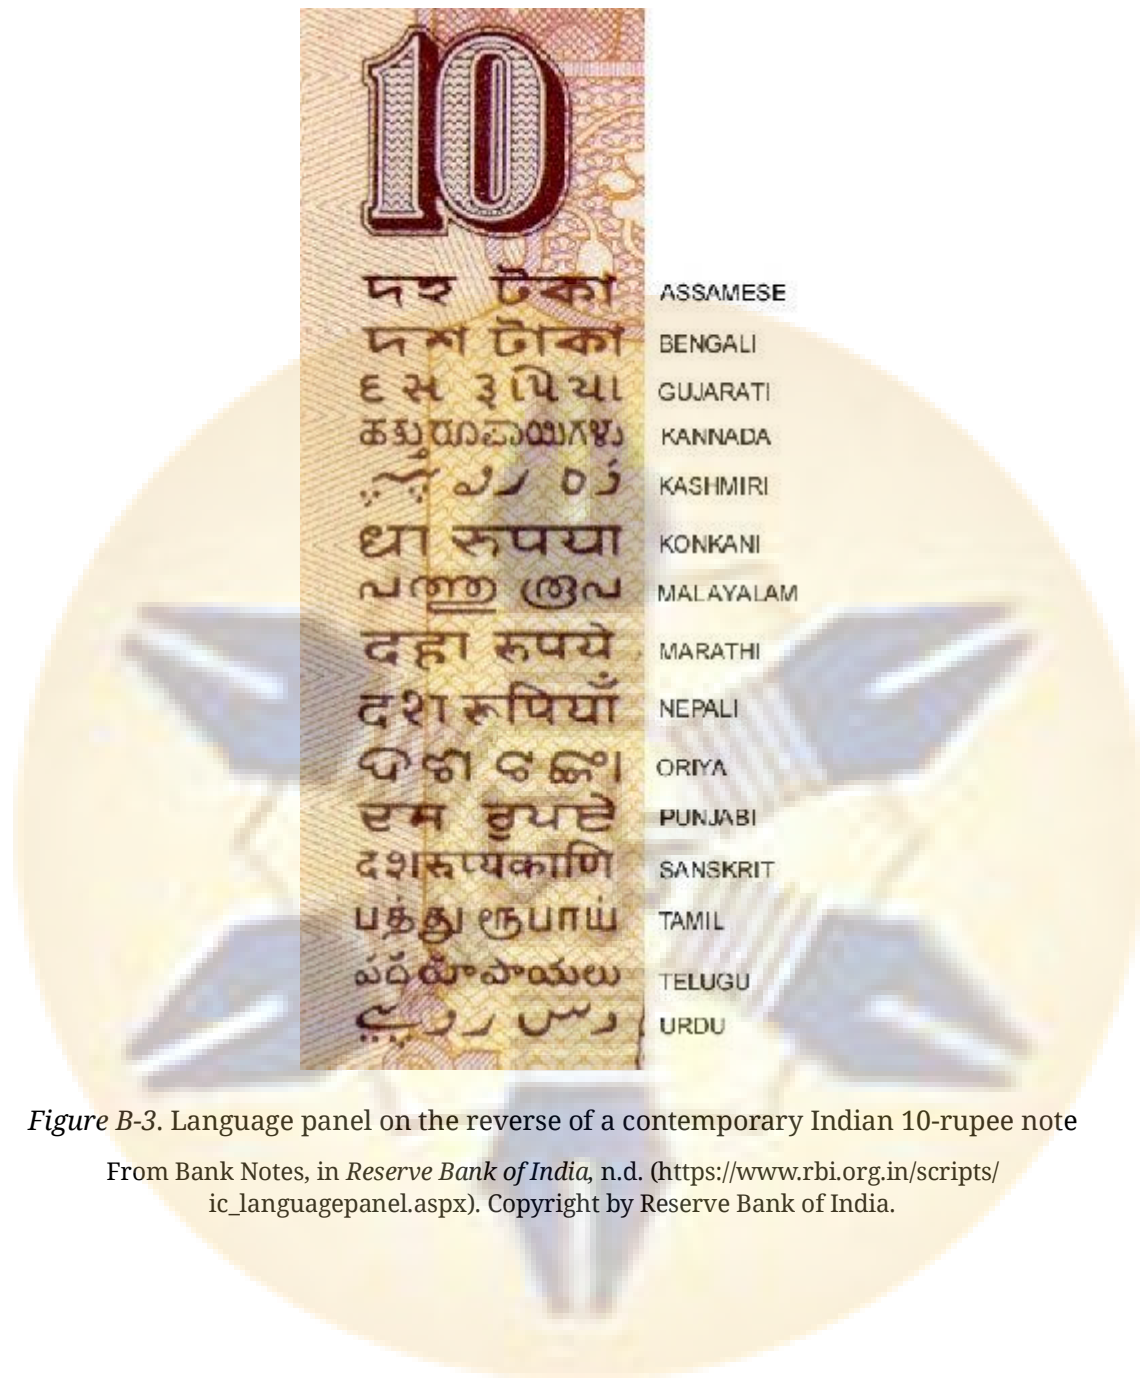 10
দহ টকা ASSAMESE
দশ টাকা BENGALI
દસ રૂપિયા GUJARATI
ಹತ್ತು ರೂಪಾಯಿಗಳು KANNADA
KASHMIRI
धा रुपया KONKANI
പത്തു രൂപ MALAYALAM
दहा रुपये MARATHI
दश रूपियाँ NEPALI
ଦଶ ଟଙ୍କା ORIYA
ਦਸ ਰੁਪਏ PUNJABI
दशरुप्यकाणि SANSKRIT
பத்து ரூபாய் TAMIL
TELUGU
دس روپیے URDU
Figure B-3. Language panel on the reverse of a contemporary Indian 10-rupee note
From Bank Notes, in Reserve Bank of India, n.d. (https://www.rbi.org.in/scripts/
ic_languagepanel.aspx). Copyright by Reserve Bank of India.